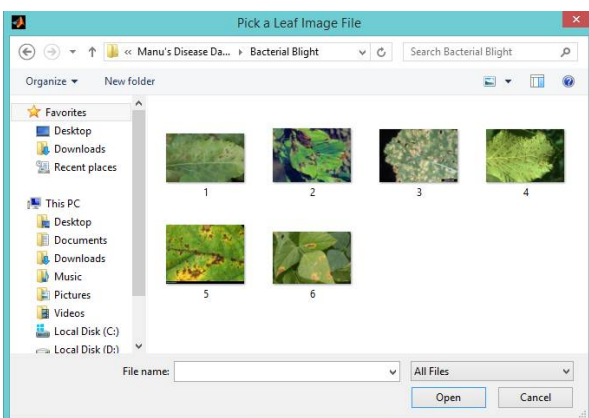 Pick a Leaf Image File
« Manu's Disease Da... ▸ Bacterial Blight
Search Bacterial Blight
Organize
New folder
Favorites
Desktop
Downloads
Recent places
This PC
Desktop
Documents
Downloads
Music
Pictures
Videos
Local Disk (C:)
Local Disk (D:)
1
2
3
4
5
6
File name:
All Files
Open
Cancel